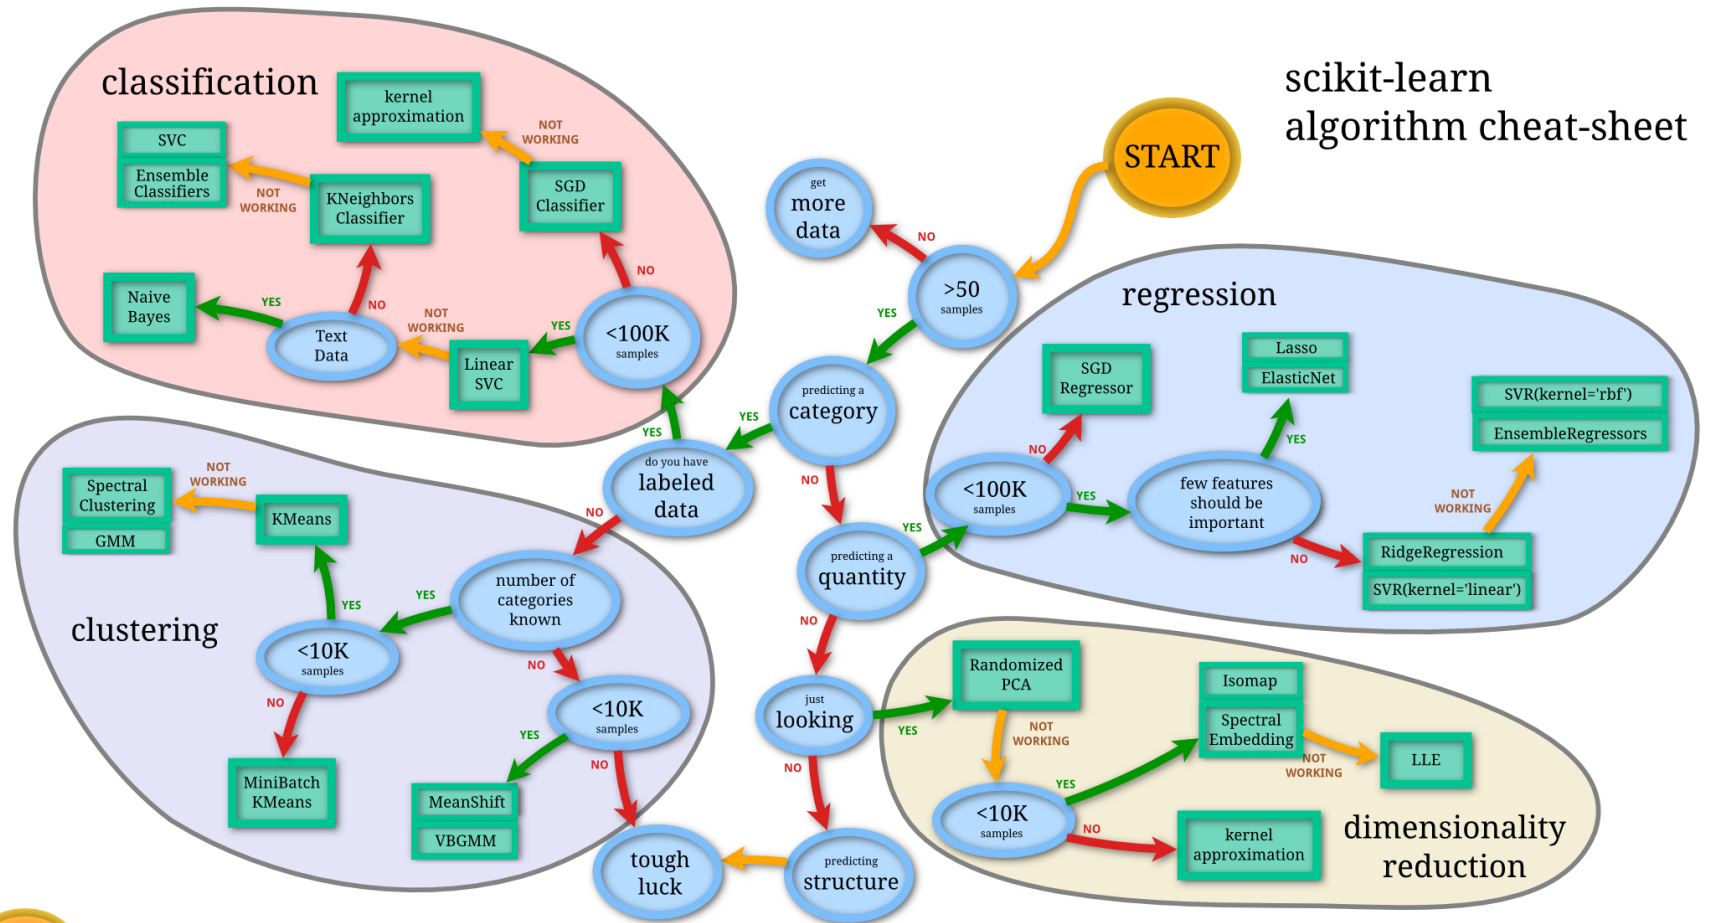 scikit-learn
algorithm cheat-sheet
START
classification
kernel
approximation
NOT
WORKING
SVC
Ensemble
Classifiers
NOT
WORKING
KNeighbors
Classifier
SGD
Classifier
NO
Naive
Bayes
YES
NO
Text
Data
NOT
WORKING
Linear
SVC
YES
<100K
samples
YES
get
more
data
NO
>50
samples
YES
predicting a
category
YES
NO
do you have
labeled
data
NO
predicting a
quantity
YES
NO
just
looking
YES
NO
predicting
structure
tough
luck
regression
SGD
Regressor
NO
<100K
samples
YES
few features
should be
important
YES
Lasso
ElasticNet
NO
RidgeRegression
SVR(kernel='linear')
NOT
WORKING
SVR(kernel='rbf')
EnsembleRegressors
clustering
Spectral
Clustering
GMM
NOT
WORKING
KMeans
YES
<10K
samples
NO
MiniBatch
KMeans
YES
number of
categories
known
NO
<10K
samples
YES
NO
MeanShift
VBGMM
dimensionality
reduction
Randomized
PCA
NOT
WORKING
<10K
samples
YES
NO
Isomap
Spectral
Embedding
NOT
WORKING
LLE
kernel
approximation